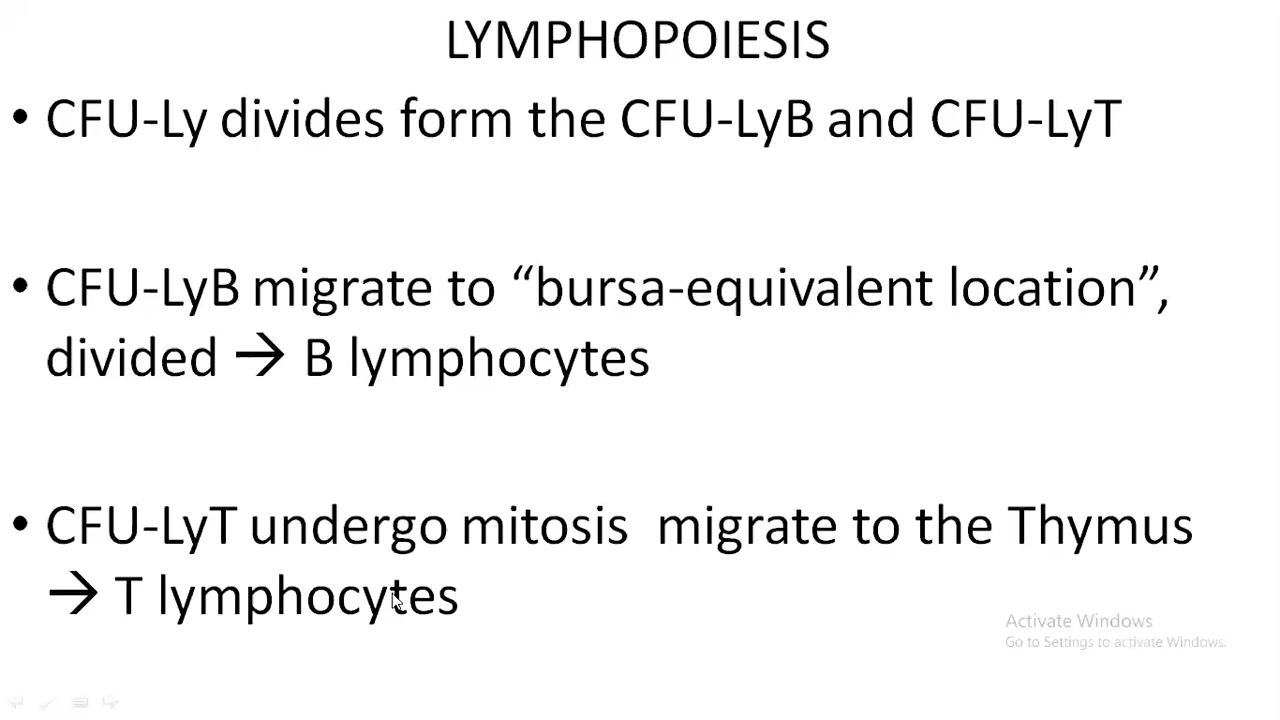 LYMPHOPOIESIS
• CFU-Ly divides form the CFU-LyB and CFU-LyT
• CFU-LyB migrate to “bursa-equivalent location”,
divided → B lymphocytes
• CFU-LyT undergo mitosis  migrate to the Thymus
→ T lymphocytes
Activate Windows
Go to Settings to activate Windows.